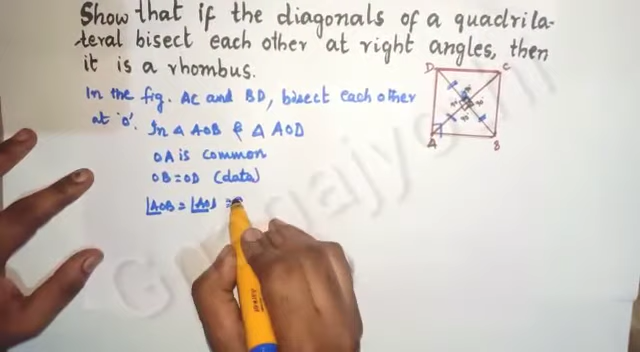 Show that if the diagonals of a quadrila-
teral bisect each other at right angles, then
it is a rhombus.
In the fig. AC and BD, bisect each other
at 'O'. In △ AOB & △ AOD
OA is common
OB = OD (data)
∠AOB = ∠AOD =
D C
A B